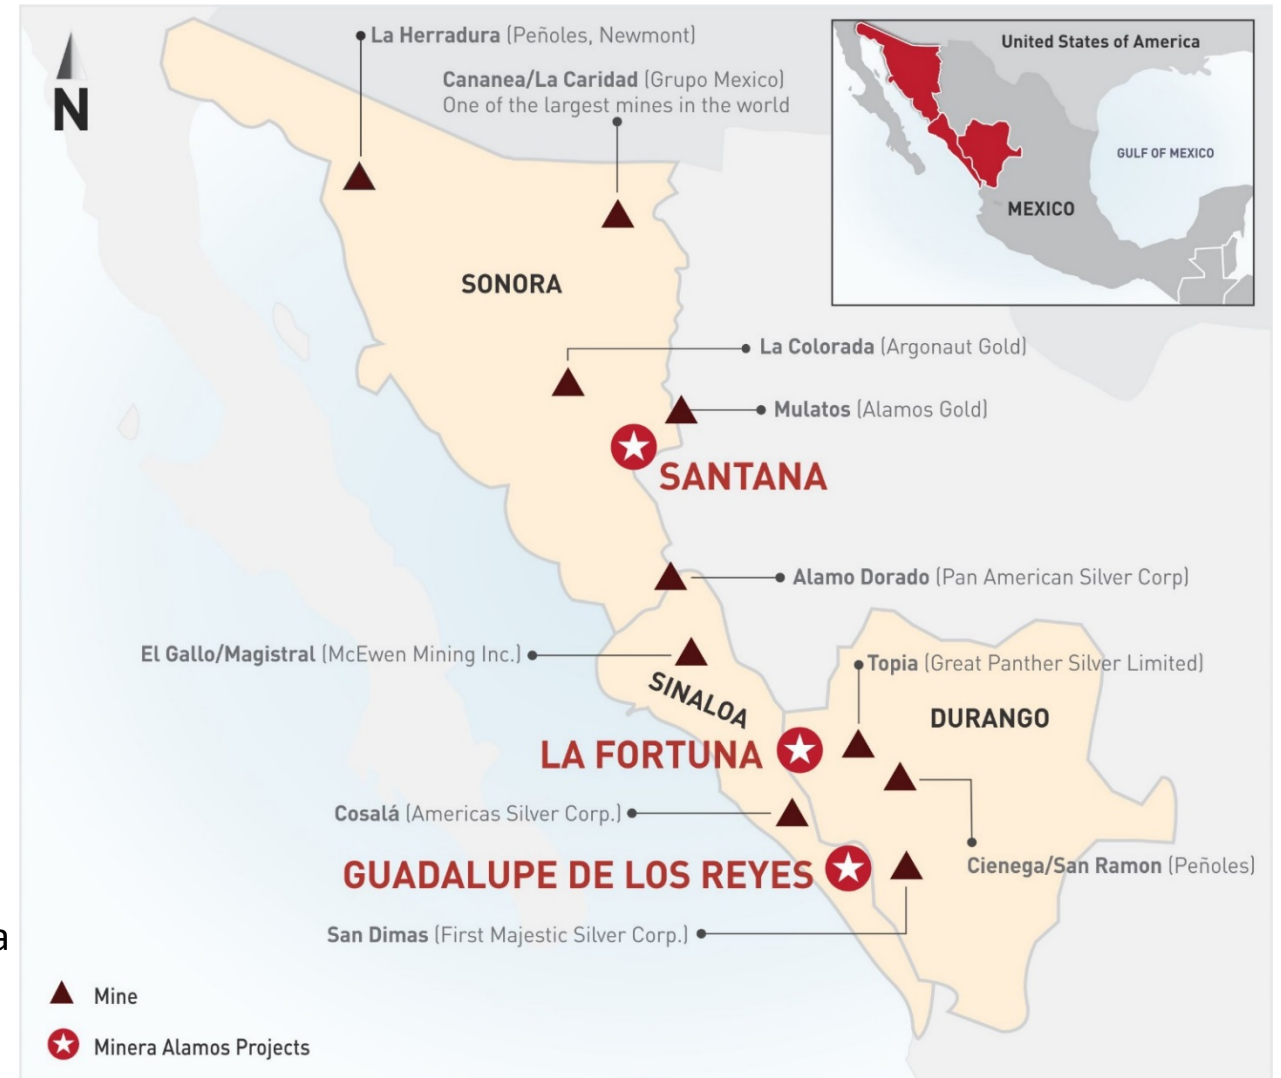 La Herradura (Peñoles, Newmont)
Cananea/La Caridad (Grupo Mexico)
One of the largest mines in the world
United States of America
GULF OF MEXICO
MEXICO
N
SONORA
La Colorada (Argonaut Gold)
Mulatos (Alamos Gold)
SANTANA
Alamo Dorado (Pan American Silver Corp)
El Gallo/Magistral (McEwen Mining Inc.)
Topia (Great Panther Silver Limited)
SINALOA
DURANGO
LA FORTUNA
Cosalá (Americas Silver Corp.)
Cienega/San Ramon (Peñoles)
GUADALUPE DE LOS REYES
San Dimas (First Majestic Silver Corp.)
a
Mine
Minera Alamos Projects